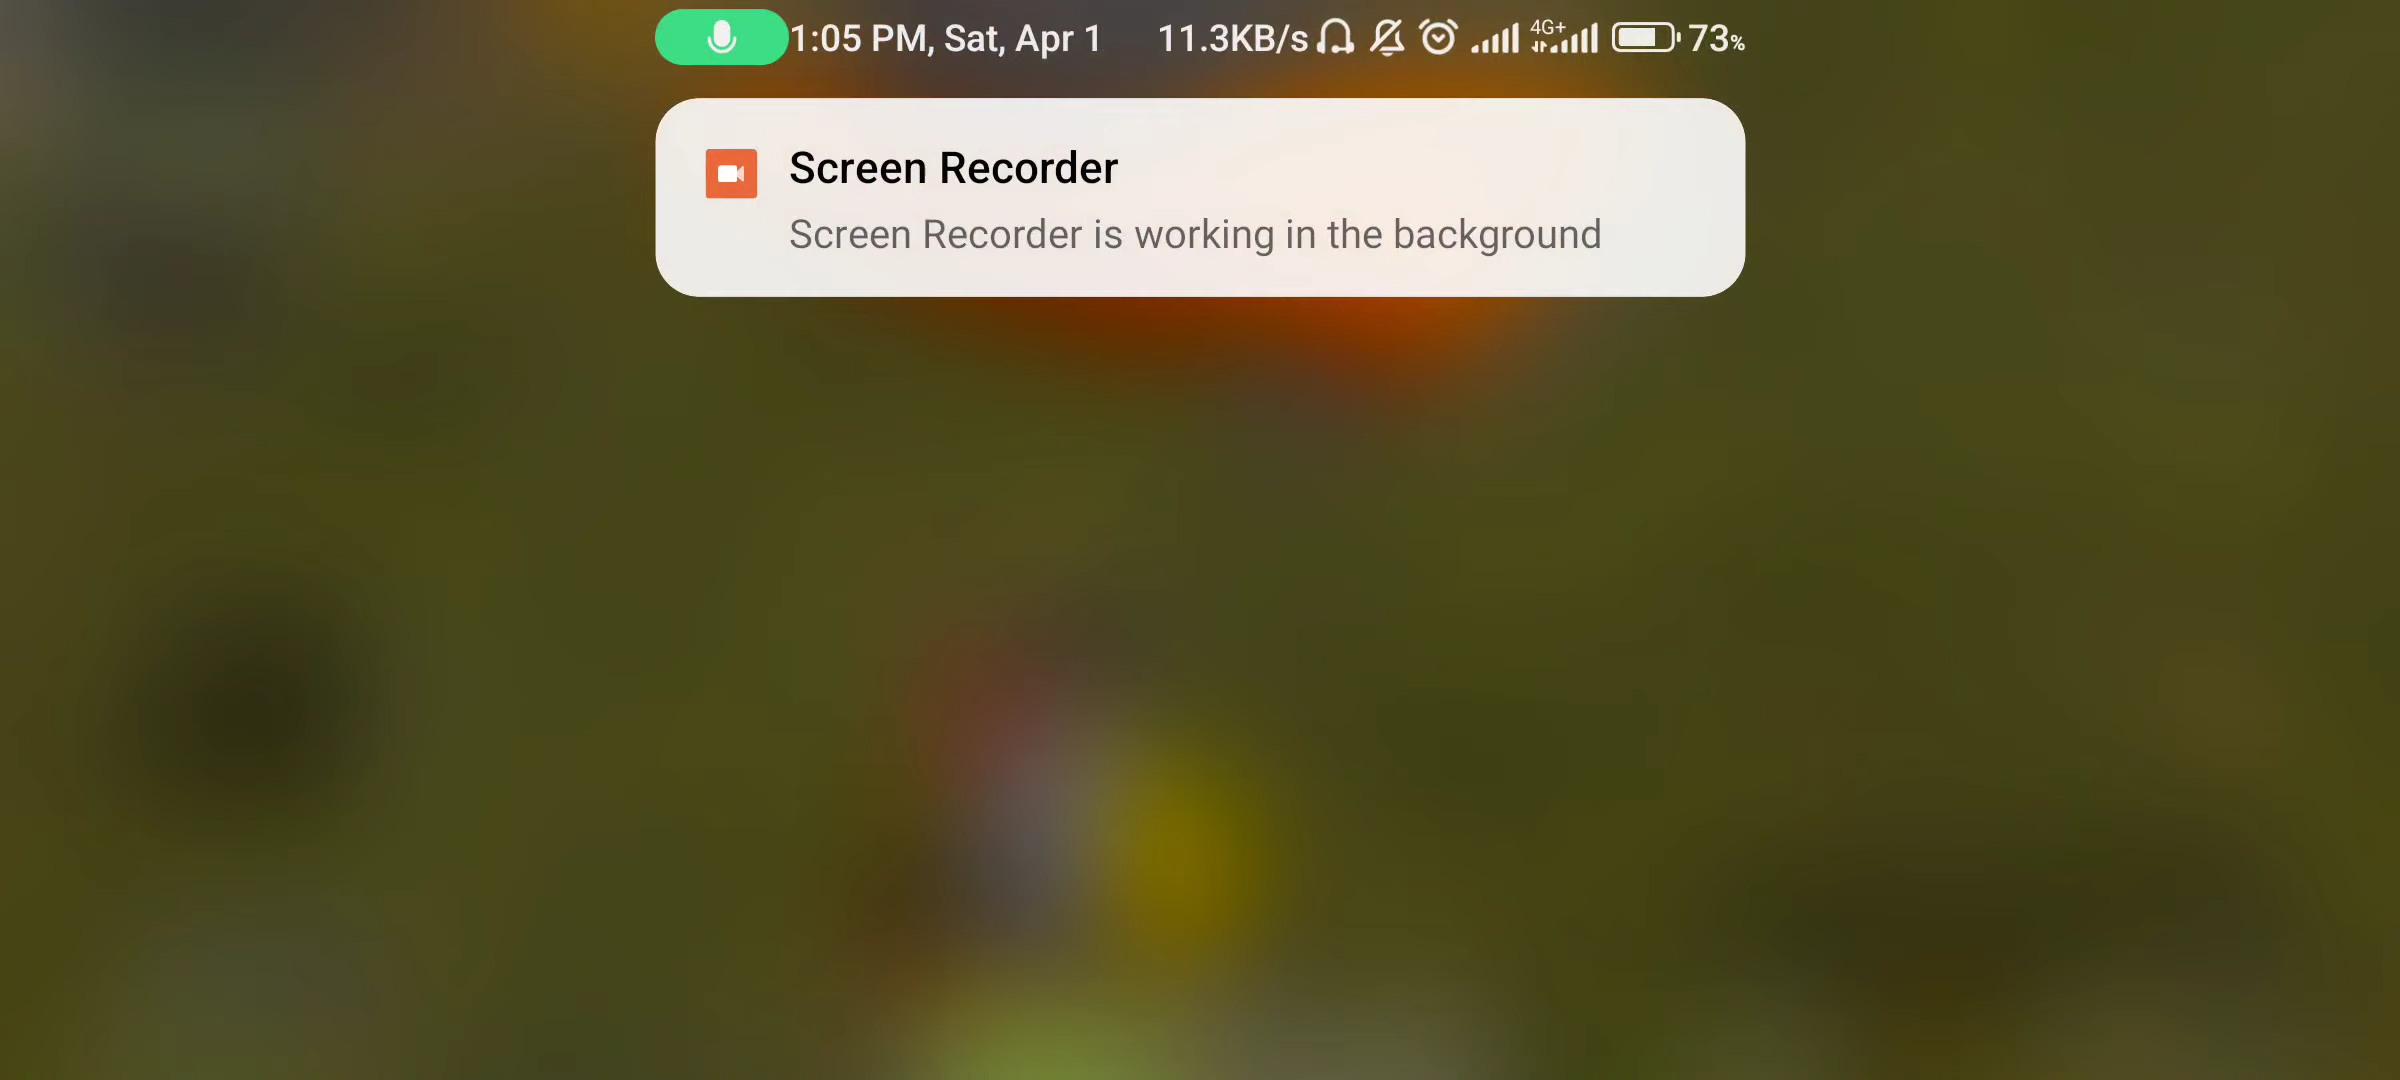 1:05 PM, Sat, Apr 1 11.3KB/s 4G+ 73%
Screen Recorder
Screen Recorder is working in the background